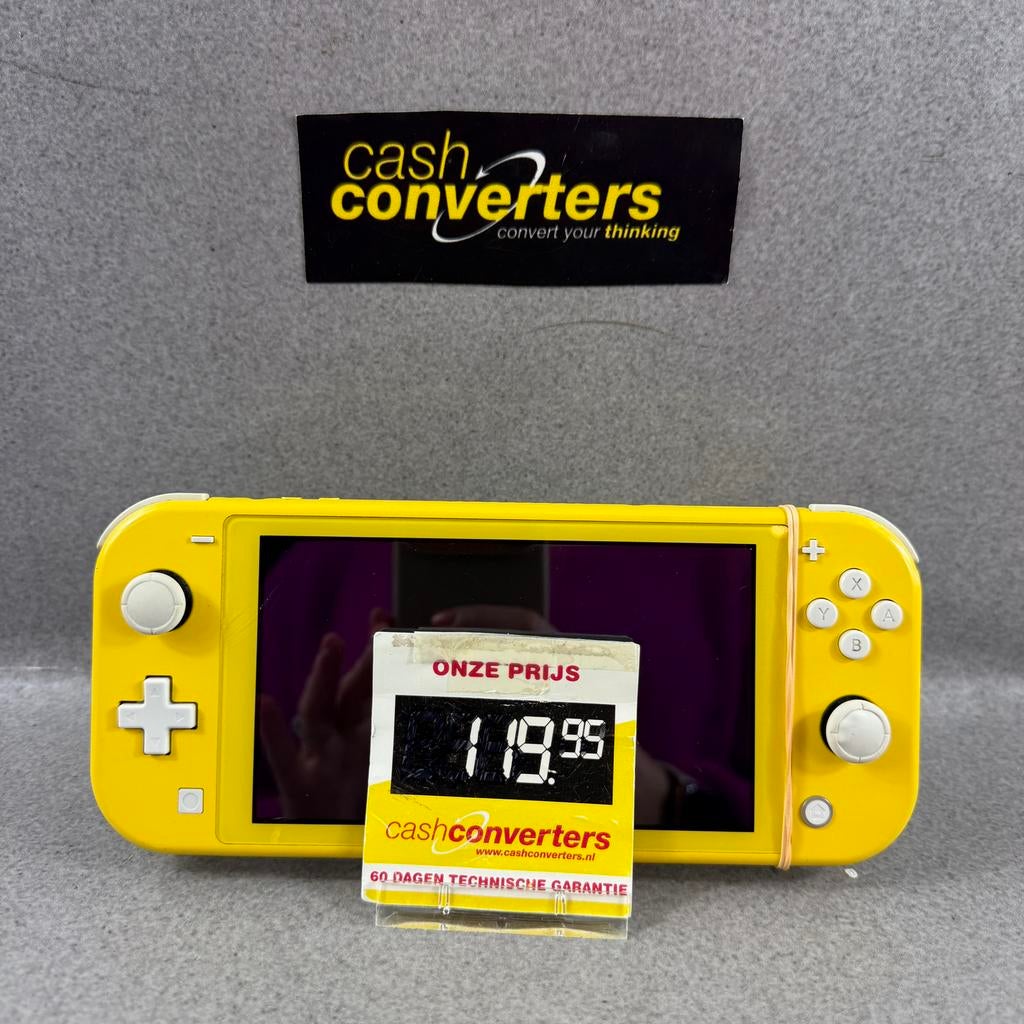 cash
converters
convert your thinking
X
Y
A
B
ONZE PRIJS
119.95
cashconverters
www.cashconverters.nl
60 DAGEN TECHNISCHE GARANTIE